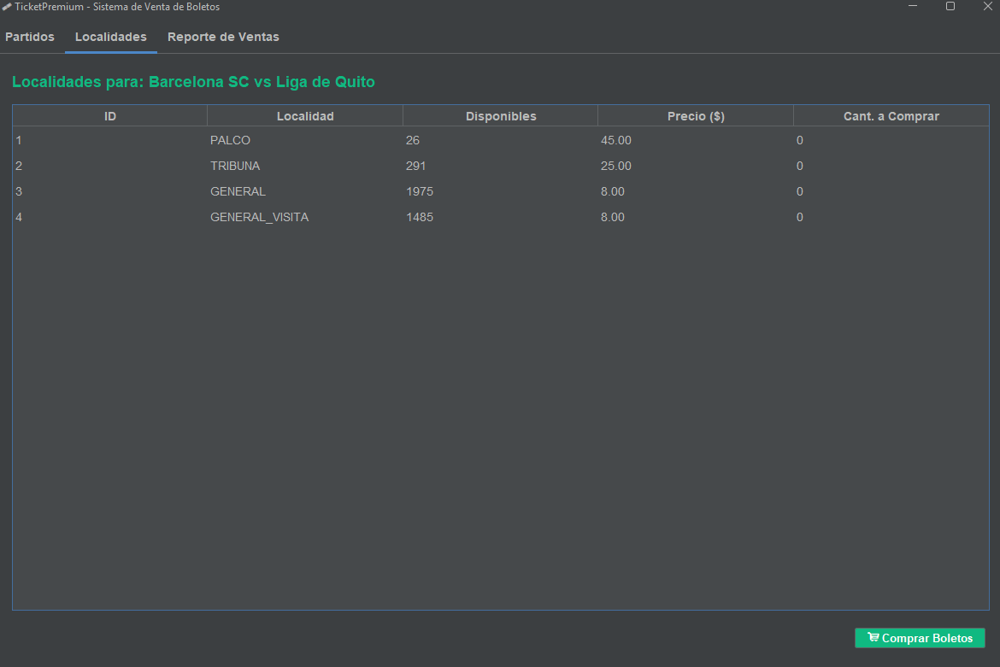 TicketPremium - Sistema de Venta de Boletos
Partidos Localidades Reporte de Ventas
Localidades para: Barcelona SC vs Liga de Quito
ID Localidad Disponibles Precio ($) Cant. a Comprar
1 PALCO 26 45.00 0
2 TRIBUNA 291 25.00 0
3 GENERAL 1975 8.00 0
4 GENERAL_VISITA 1485 8.00 0
Comprar Boletos